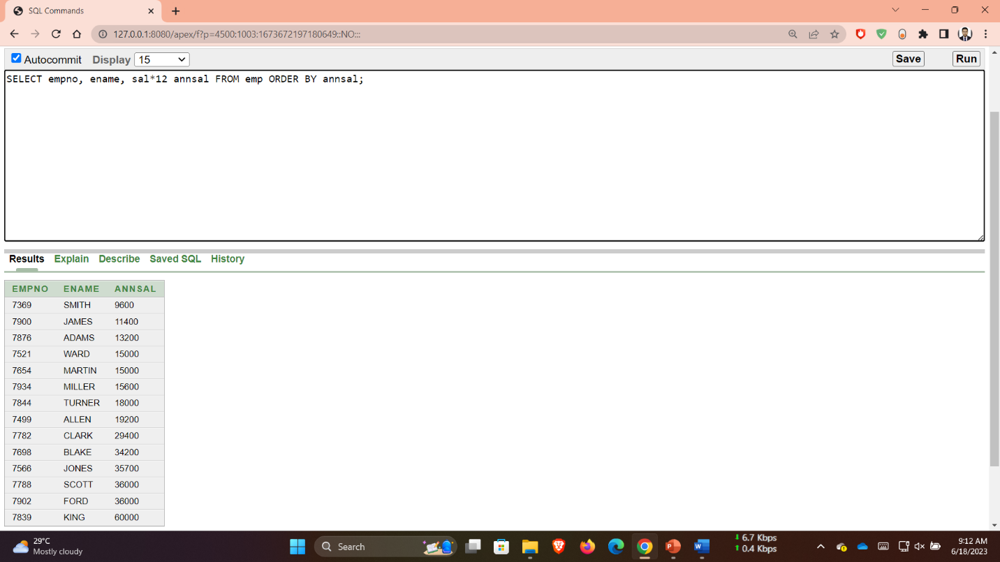 SQL Commands
127.0.0.1:8080/apex/f?p=4500:1003:1673672197180649::NO:::
Autocommit Display 15 Save Run
SELECT empno, ename, sal*12 annsal FROM emp ORDER BY annsal;
Results Explain Describe Saved SQL History
EMPNO ENAME ANNSAL
7369 SMITH 9600
7900 JAMES 11400
7876 ADAMS 13200
7521 WARD 15000
7654 MARTIN 15000
7934 MILLER 15600
7844 TURNER 18000
7499 ALLEN 19200
7782 CLARK 29400
7698 BLAKE 34200
7566 JONES 35700
7788 SCOTT 36000
7902 FORD 36000
7839 KING 60000
29°C
Mostly cloudy
Search
6.7 Kbps
0.4 Kbps
9:12 AM
6/18/2023